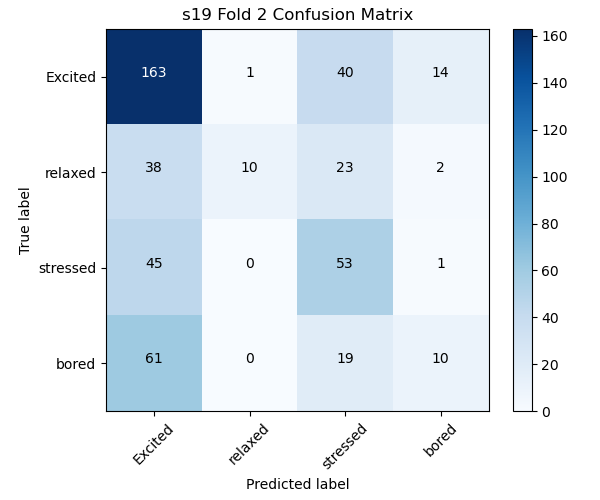 s19 Fold 2 Confusion Matrix
True label
Excited 163 1 40 14
relaxed 38 10 23 2
stressed 45 0 53 1
bored 61 0 19 10
Excited relaxed stressed bored
Predicted label
160
140
120
100
80
60
40
20
0